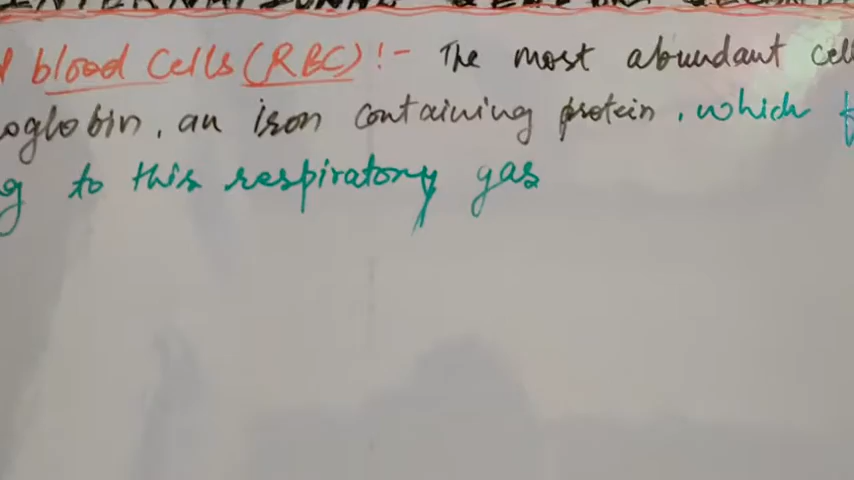 blood Cells (RBC) !- The most abundant cell
oglobin, an iron containing protein, which
g to this respiratory gas